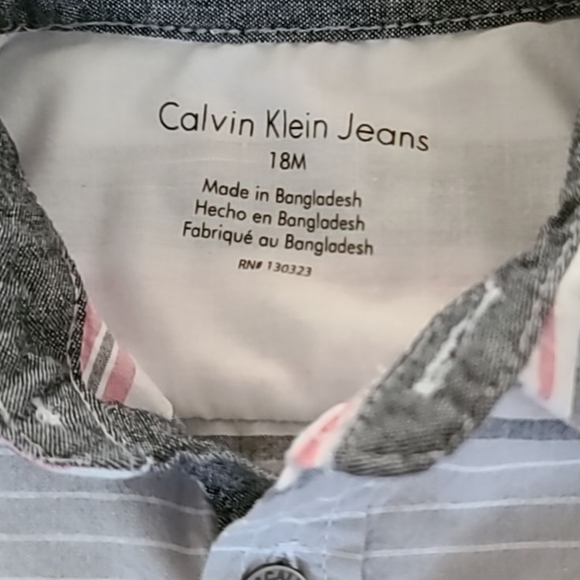 Calvin Klein Jeans
18M
Made in Bangladesh
Hecho en Bangladesh
Fabriqué au Bangladesh
RN# 130323